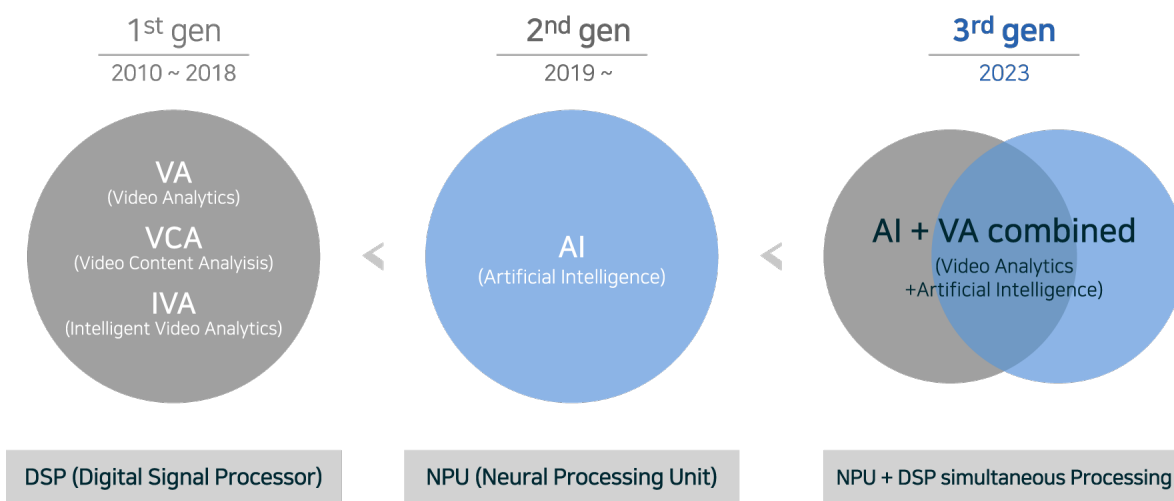 1st gen
2010 ~ 2018
VA
(Video Analytics)
VCA
(Video Content Analyisis)
IVA
(Intelligent Video Analytics)
DSP (Digital Signal Processor)
<
2nd gen
2019 ~
AI
(Artificial Intelligence)
NPU (Neural Processing Unit)
<
3rd gen
2023
AI + VA combined
(Video Analytics
+Artificial Intelligence)
NPU + DSP simultaneous Processing